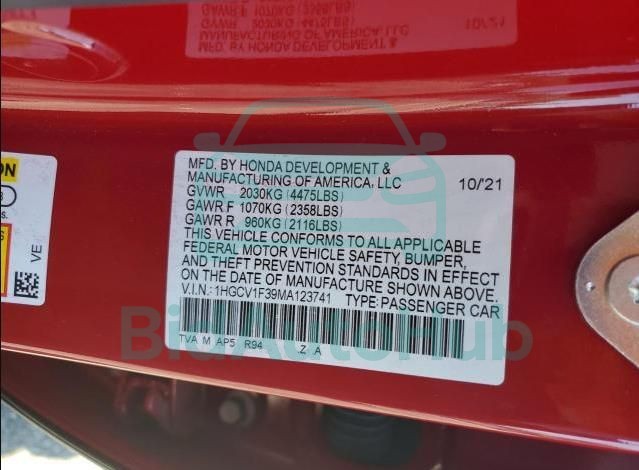 MFD. BY HONDA DEVELOPMENT &
MANUFACTURING OF AMERICA, LLC 10/21
GVWR 2030KG (4475LBS)
GAWR F 1070KG (2358LBS)
GAWR R 960KG (2116LBS)
THIS VEHICLE CONFORMS TO ALL APPLICABLE
FEDERAL MOTOR VEHICLE SAFETY, BUMPER,
AND THEFT PREVENTION STANDARDS IN EFFECT
ON THE DATE OF MANUFACTURE SHOWN ABOVE.
V.I.N.: 1HGCV1F39MA123741 TYPE: PASSENGER CAR
TVA M AP5 R94 Z A
BidAutoHub
VE